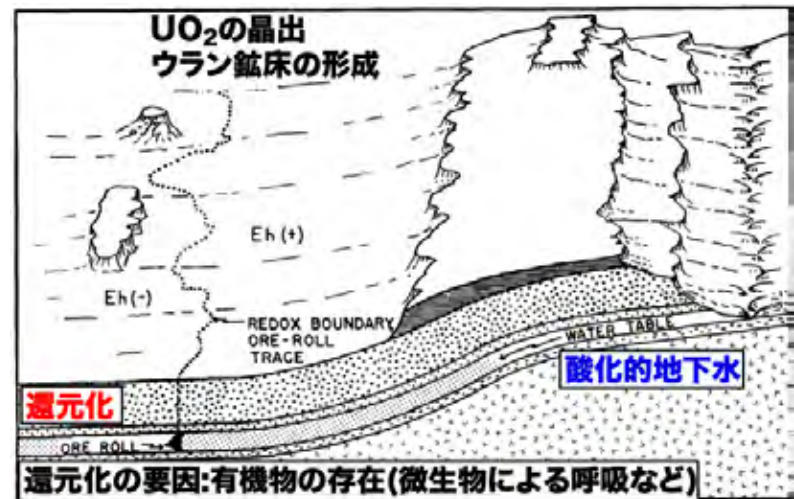 UO₂の晶出
ウラン鉱床の形成
Eh(+)
Eh(-)
REDOX BOUNDARY
ORE-ROLL
TRACE
WATER TABLE
酸化的地下水
還元化
ORE ROLL
還元化の要因:有機物の存在(微生物による呼吸など)